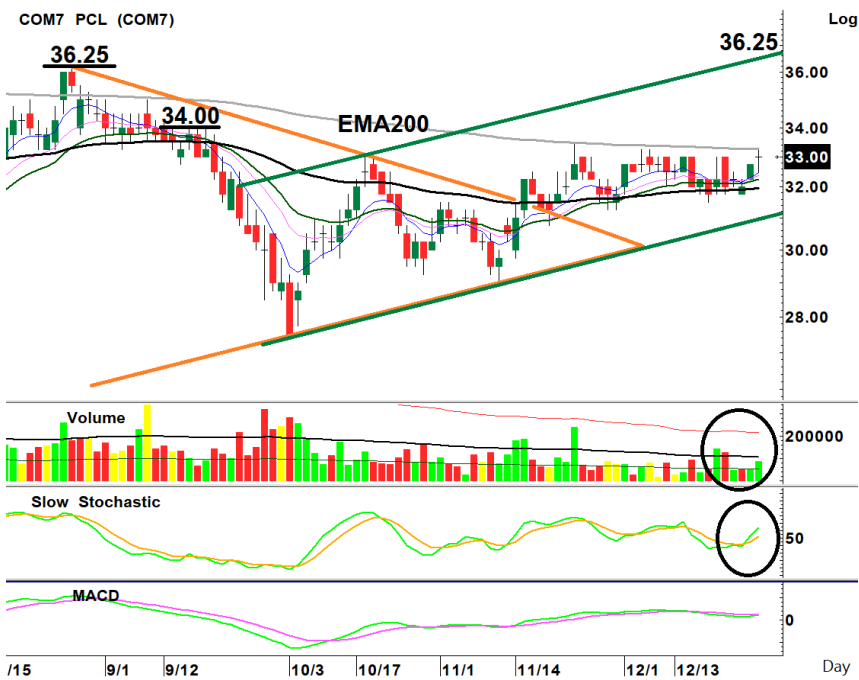 COM7 PCL (COM7)
Log
36.25
36.25
36.00
34.00
34.00
EMA200
33.00
32.00
30.00
28.00
Volume
200000
Slow Stochastic
50
MACD
0
/15 9/1 9/12 10/3 10/17 11/1 11/14 12/1 12/13 Day